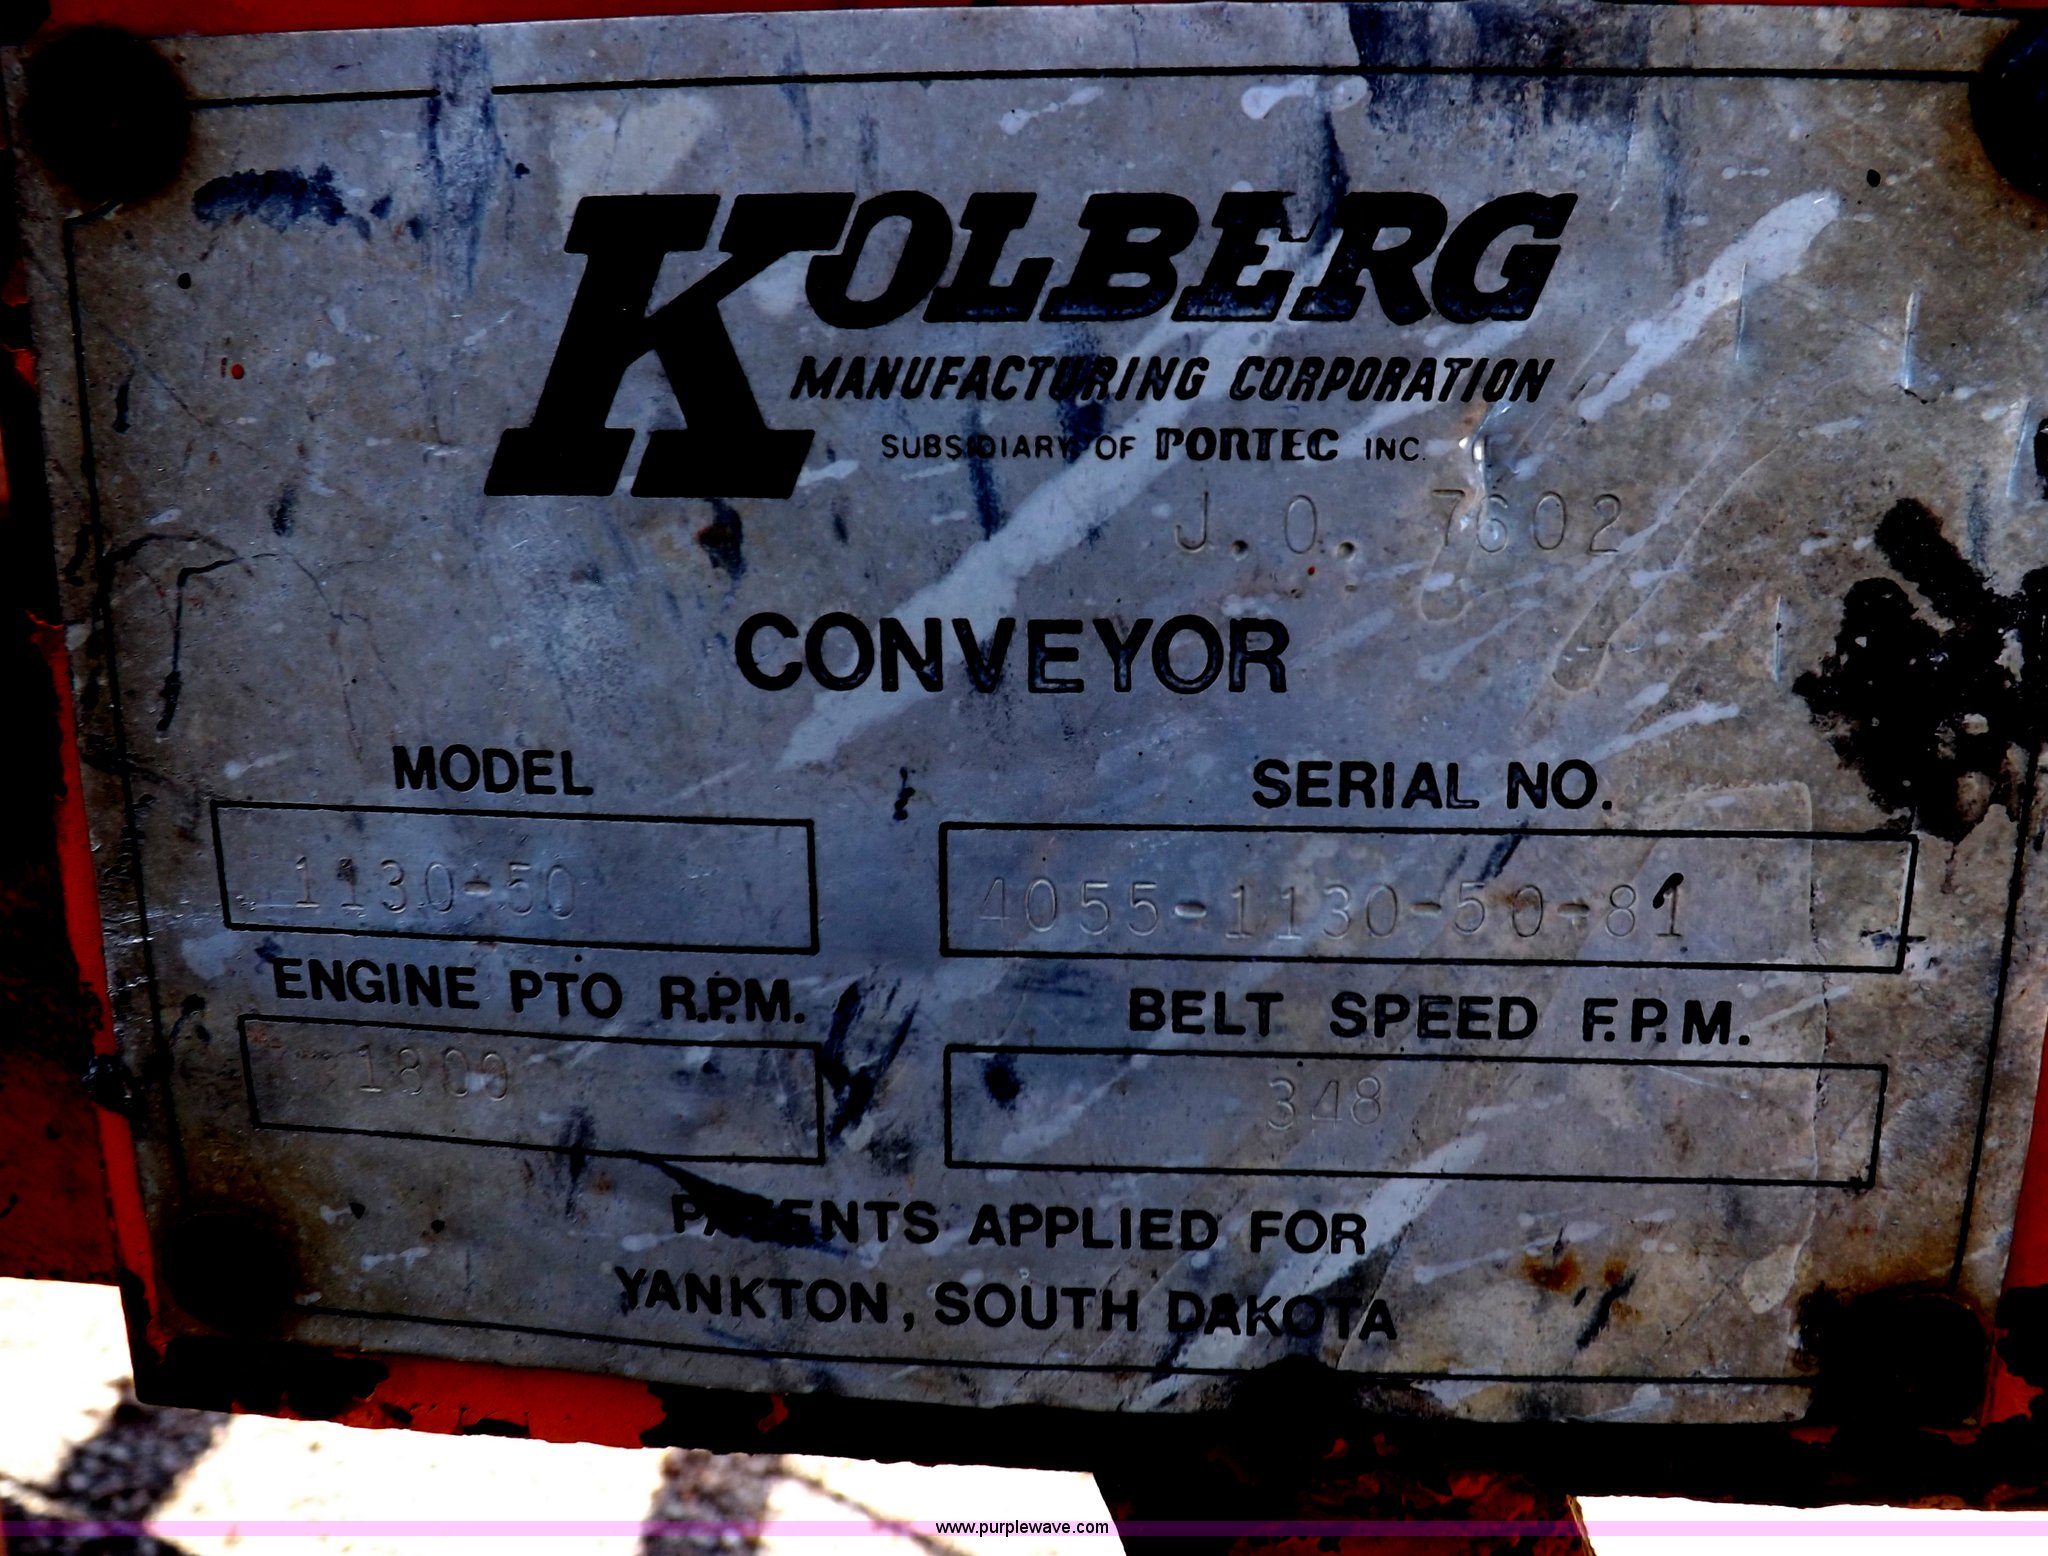 KOLBERG
MANUFACTURING CORPORATION
SUBSIDIARY OF PORTEC INC.
J.O. 7602
CONVEYOR
MODEL
1130-50
SERIAL NO.
4055-1130-50-81
ENGINE PTO R.P.M.
1800
BELT SPEED F.P.M.
348
PATENTS APPLIED FOR
YANKTON, SOUTH DAKOTA
www.purplewave.com